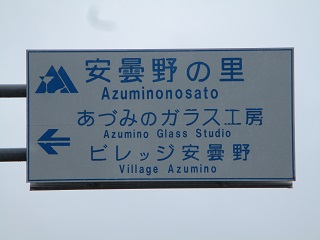 安曇野の里
Azuminonosato
あづみのガラス工房
Azumino Glass Studio
ビレッジ安曇野
Village Azumino